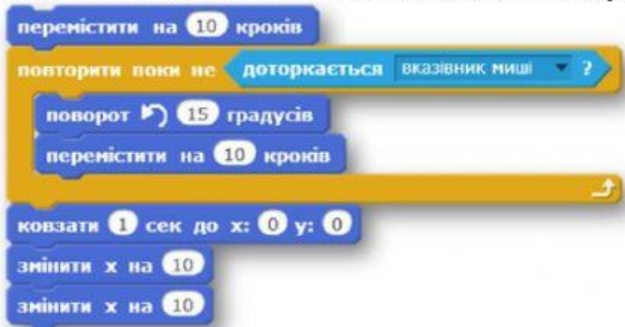 перемістити на 10 кроків
повторити поки не доторкається вказівник миші ?
поворот 15 градусів
перемістити на 10 кроків
ковзати 1 сек до x: 0 y: 0
змінити x на 10
змінити x на 10